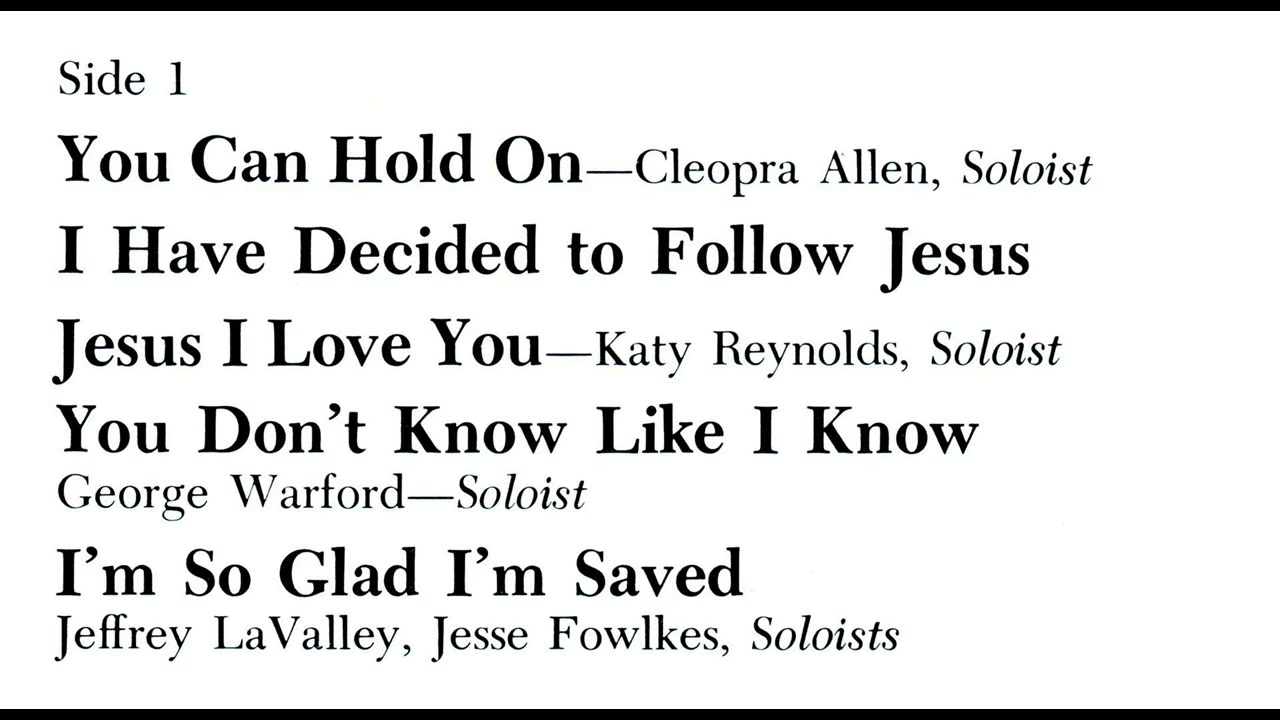 Side 1
You Can Hold On—Cleopra Allen, Soloist
I Have Decided to Follow Jesus
Jesus I Love You—Katy Reynolds, Soloist
You Don't Know Like I Know
George Warford—Soloist
I'm So Glad I'm Saved
Jeffrey LaValley, Jesse Fowlkes, Soloists